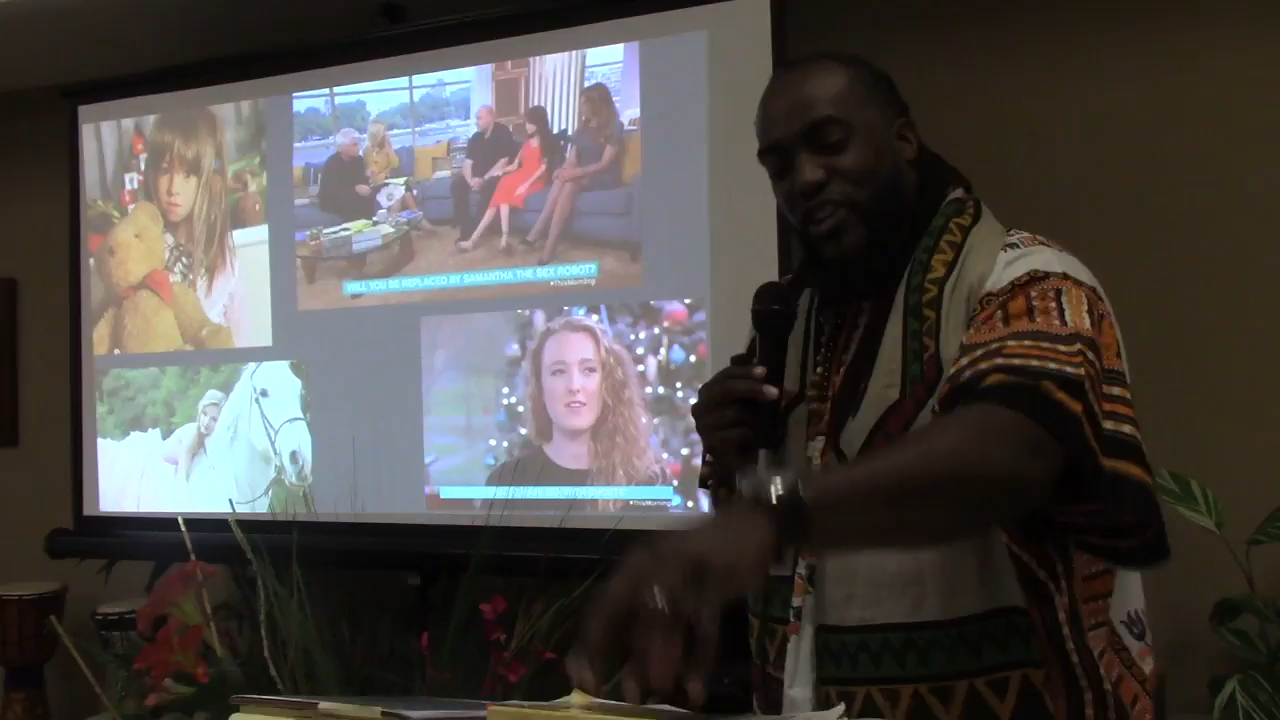 WILL YOU BE REPLACED BY SAMANTHA THE SEX ROBOT?
#ThisMorning
#ThisMorning